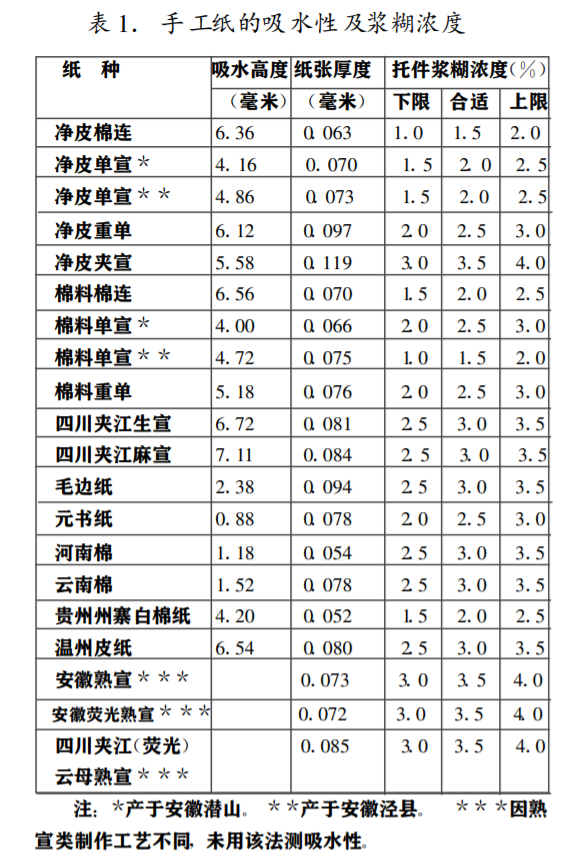 表 1. 手工纸的吸水性及浆糊浓度
纸 种 吸水高度 纸张厚度 托件浆糊浓度(%)
(毫米) (毫米) 下限 合适 上限
净皮棉连 6.36 0.063 1.0 1.5 2.0
净皮单宣* 4.16 0.070 1.5 2.0 2.5
净皮单宣** 4.86 0.073 1.5 2.0 2.5
净皮重单 6.12 0.097 2.0 2.5 3.0
净皮夹宣 5.58 0.119 3.0 3.5 4.0
棉料棉连 6.56 0.070 1.5 2.0 2.5
棉料单宣* 4.00 0.066 2.0 2.5 3.0
棉料单宣** 4.72 0.075 1.0 1.5 2.0
棉料重单 5.18 0.076 2.0 2.5 3.0
四川夹江生宣 6.72 0.081 2.5 3.0 3.5
四川夹江麻宣 7.11 0.084 2.5 3.0 3.5
毛边纸 2.38 0.094 2.5 3.0 3.5
元书纸 0.88 0.078 2.0 2.5 3.0
河南棉 1.18 0.054 2.5 3.0 3.5
云南棉 1.52 0.078 2.5 3.0 3.5
贵州州寨白棉纸 4.20 0.052 1.5 2.0 2.5
温州皮纸 6.54 0.080 2.5 3.0 3.5
安徽熟宣*** 0.073 3.0 3.5 4.0
安徽荧光熟宣*** 0.072 3.0 3.5 4.0
四川夹江(荧光) 0.085 3.0 3.5 4.0
云母熟宣***
注: *产于安徽潜山。 **产于安徽泾县。 ***因熟
宣类制作工艺不同, 未用该法测吸水性。